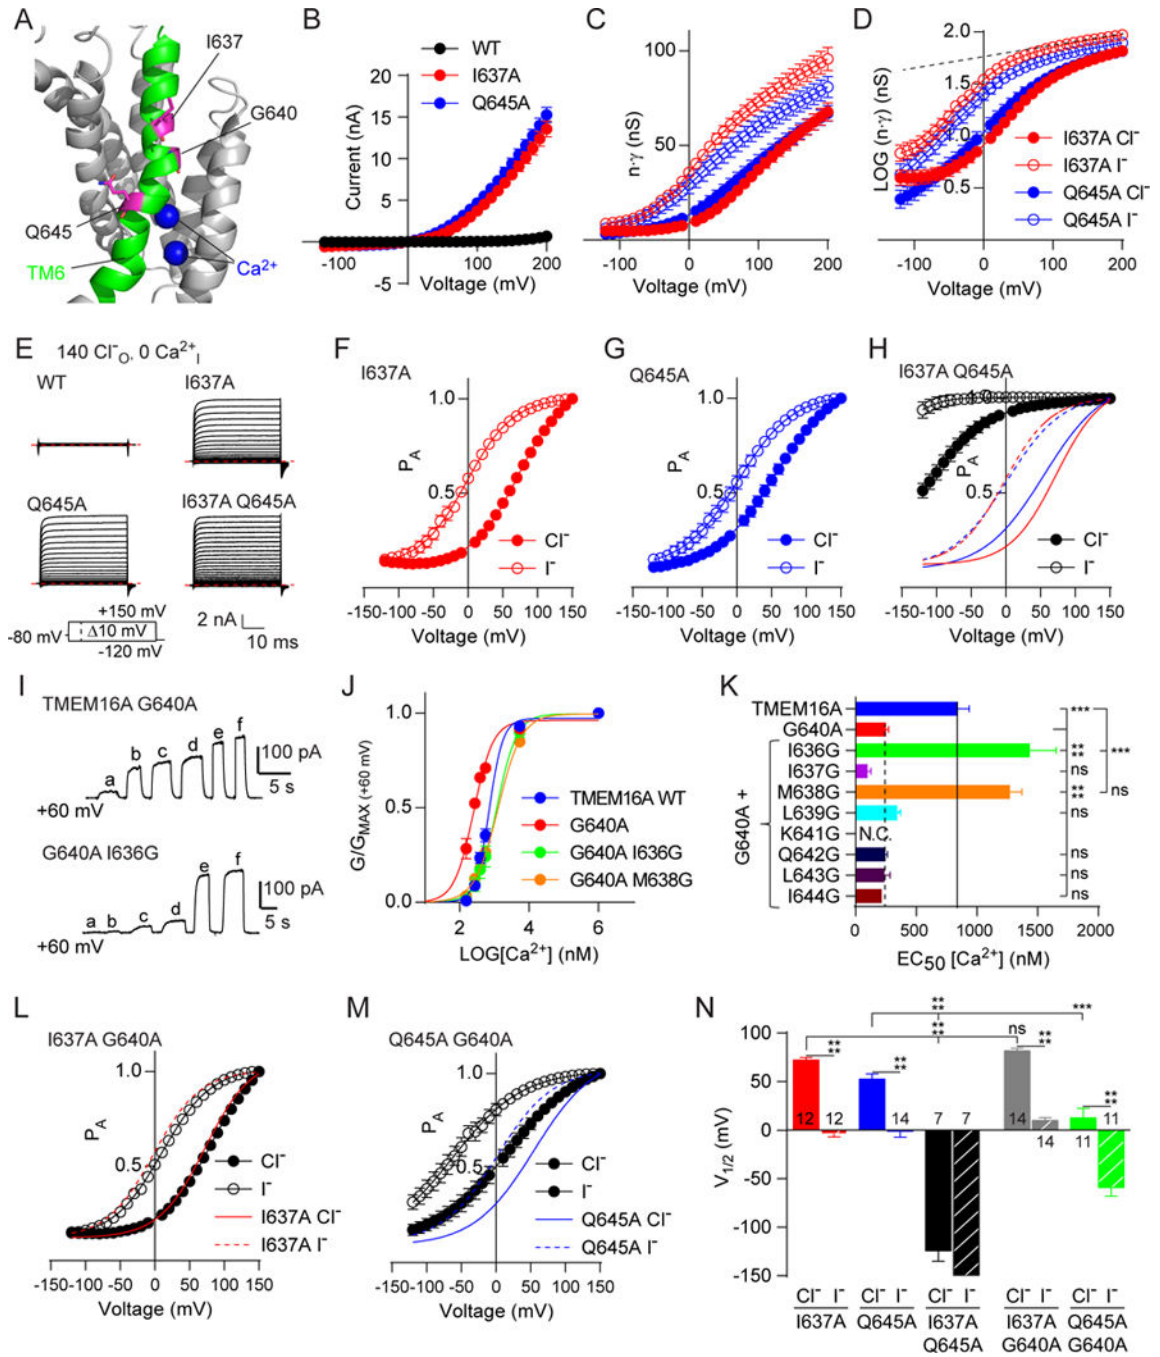 A
I637
G640
Q645
TM6
Ca2+
B
WT
I637A
Q645A
20
15
10
5
-5
Current (nA)
-100
100
200
Voltage (mV)
C
100
50
n·γ (nS)
-100
0
100
200
Voltage (mV)
D
2.0
1.5
1.0
0.5
LOG (n·γ) (nS)
I637A Cl-
I637A I-
Q645A Cl-
Q645A I-
-100
0
100
200
Voltage (mV)
E
140 Cl-O, 0 Ca2+I
WT
I637A
Q645A
I637A Q645A
+150 mV
-80 mV
Δ10 mV
-120 mV
2 nA
10 ms
F
I637A
1.0
0.5
PA
Cl-
I-
-150-100-50 0 50 100 150
Voltage (mV)
G
Q645A
1.0
0.5
PA
Cl-
I-
-150-100-50 0 50 100 150
Voltage (mV)
H
I637A Q645A
1.0
0.5
PA
Cl-
I-
-150-100-50 0 50 100 150
Voltage (mV)
I
TMEM16A G640A
a b c d e f
100 pA
5 s
+60 mV
G640A I636G
a b c d e f
100 pA
5 s
+60 mV
J
1.0
0.5
0.0
G/GMAX (+60 mV)
TMEM16A WT
G640A
G640A I636G
G640A M638G
2 4 6
LOG[Ca2+] (nM)
K
TMEM16A
G640A
G640A +
I636G
I637G
M638G
L639G
K641G
N.C.
Q642G
L643G
I644G
***
**
**
ns
**
**
ns
ns
ns
ns
***
ns
0 500 1000 1500 2000
EC50 [Ca2+] (nM)
L
I637A G640A
1.0
0.5
PA
Cl-
I-
I637A Cl-
I637A I-
-150-100-50 0 50 100 150
Voltage (mV)
M
Q645A G640A
1.0
0.5
PA
Cl-
I-
Q645A Cl-
Q645A I-
-150-100-50 0 50 100 150
Voltage (mV)
N
**
**
***
**
**
ns
**
**
**
**
**
**
**
**
100
50
0
-50
-100
-150
V1/2 (mV)
12 12 14 7 7 14 14 11 11
Cl- I- Cl- I- Cl- I- Cl- I- Cl- I-
I637A Q645A I637A I637A Q645A
Q645A G640A G640A